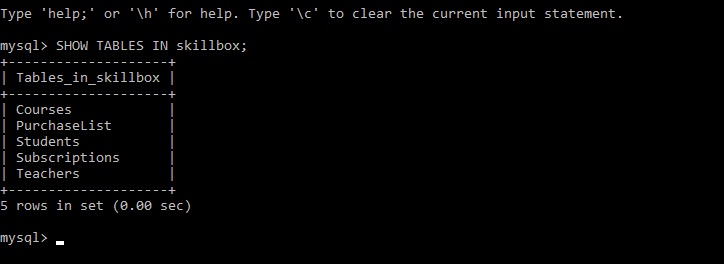 Type 'help;' or '\h' for help. Type '\c' to clear the current input statement.
mysql> SHOW TABLES IN skillbox;
+--------------------+
| Tables_in_skillbox |
+--------------------+
| Courses            |
| PurchaseList       |
| Students           |
| Subscriptions      |
| Teachers           |
+--------------------+
5 rows in set (0.00 sec)
mysql>